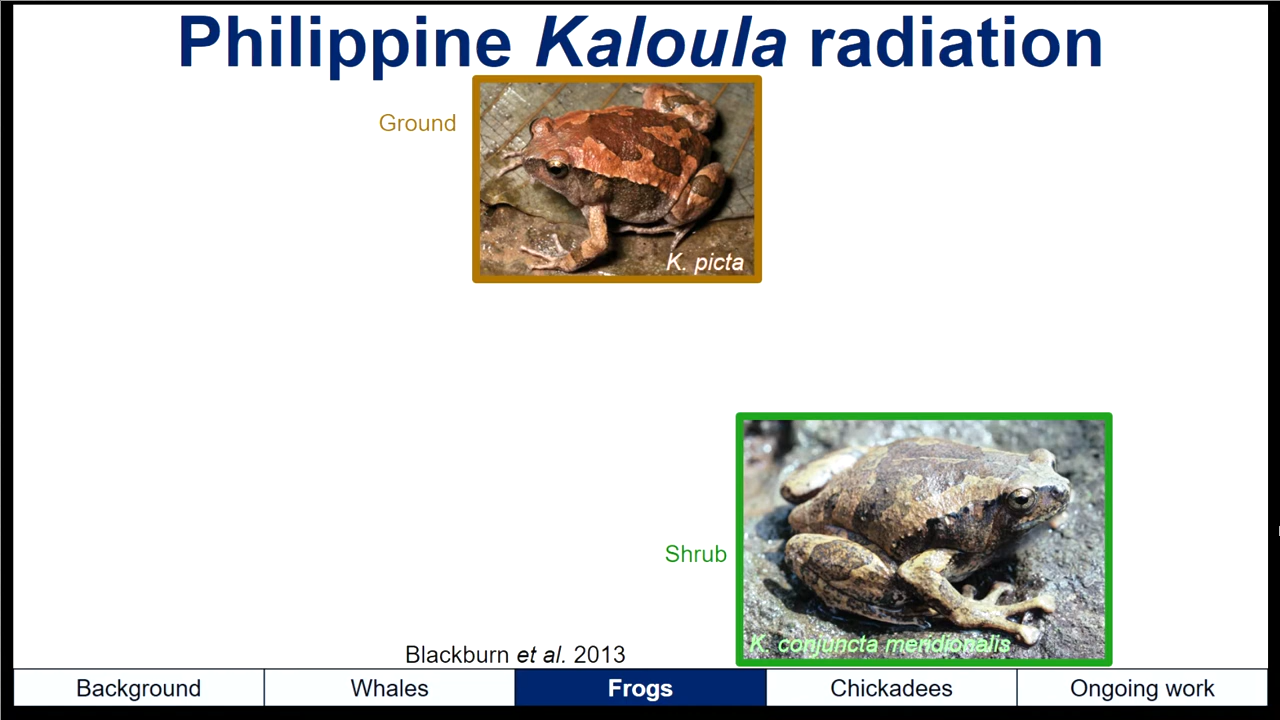 Philippine Kaloula radiation
Ground
K. picta
Shrub
K. conjuncta meridionalis
Blackburn et al. 2013
Background Whales Frogs Chickadees Ongoing work